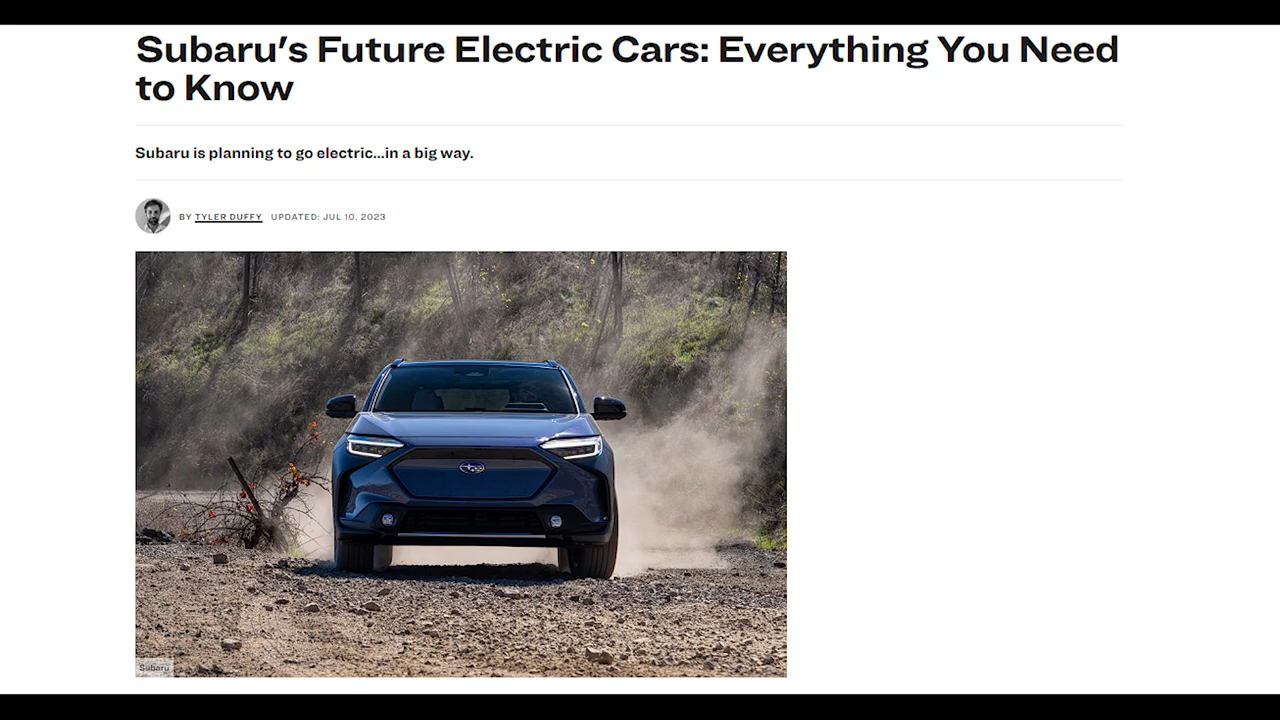 Subaru's Future Electric Cars: Everything You Need
to Know
Subaru is planning to go electric...in a big way.
BY TYLER DUFFY UPDATED: JUL 10, 2023
Subaru